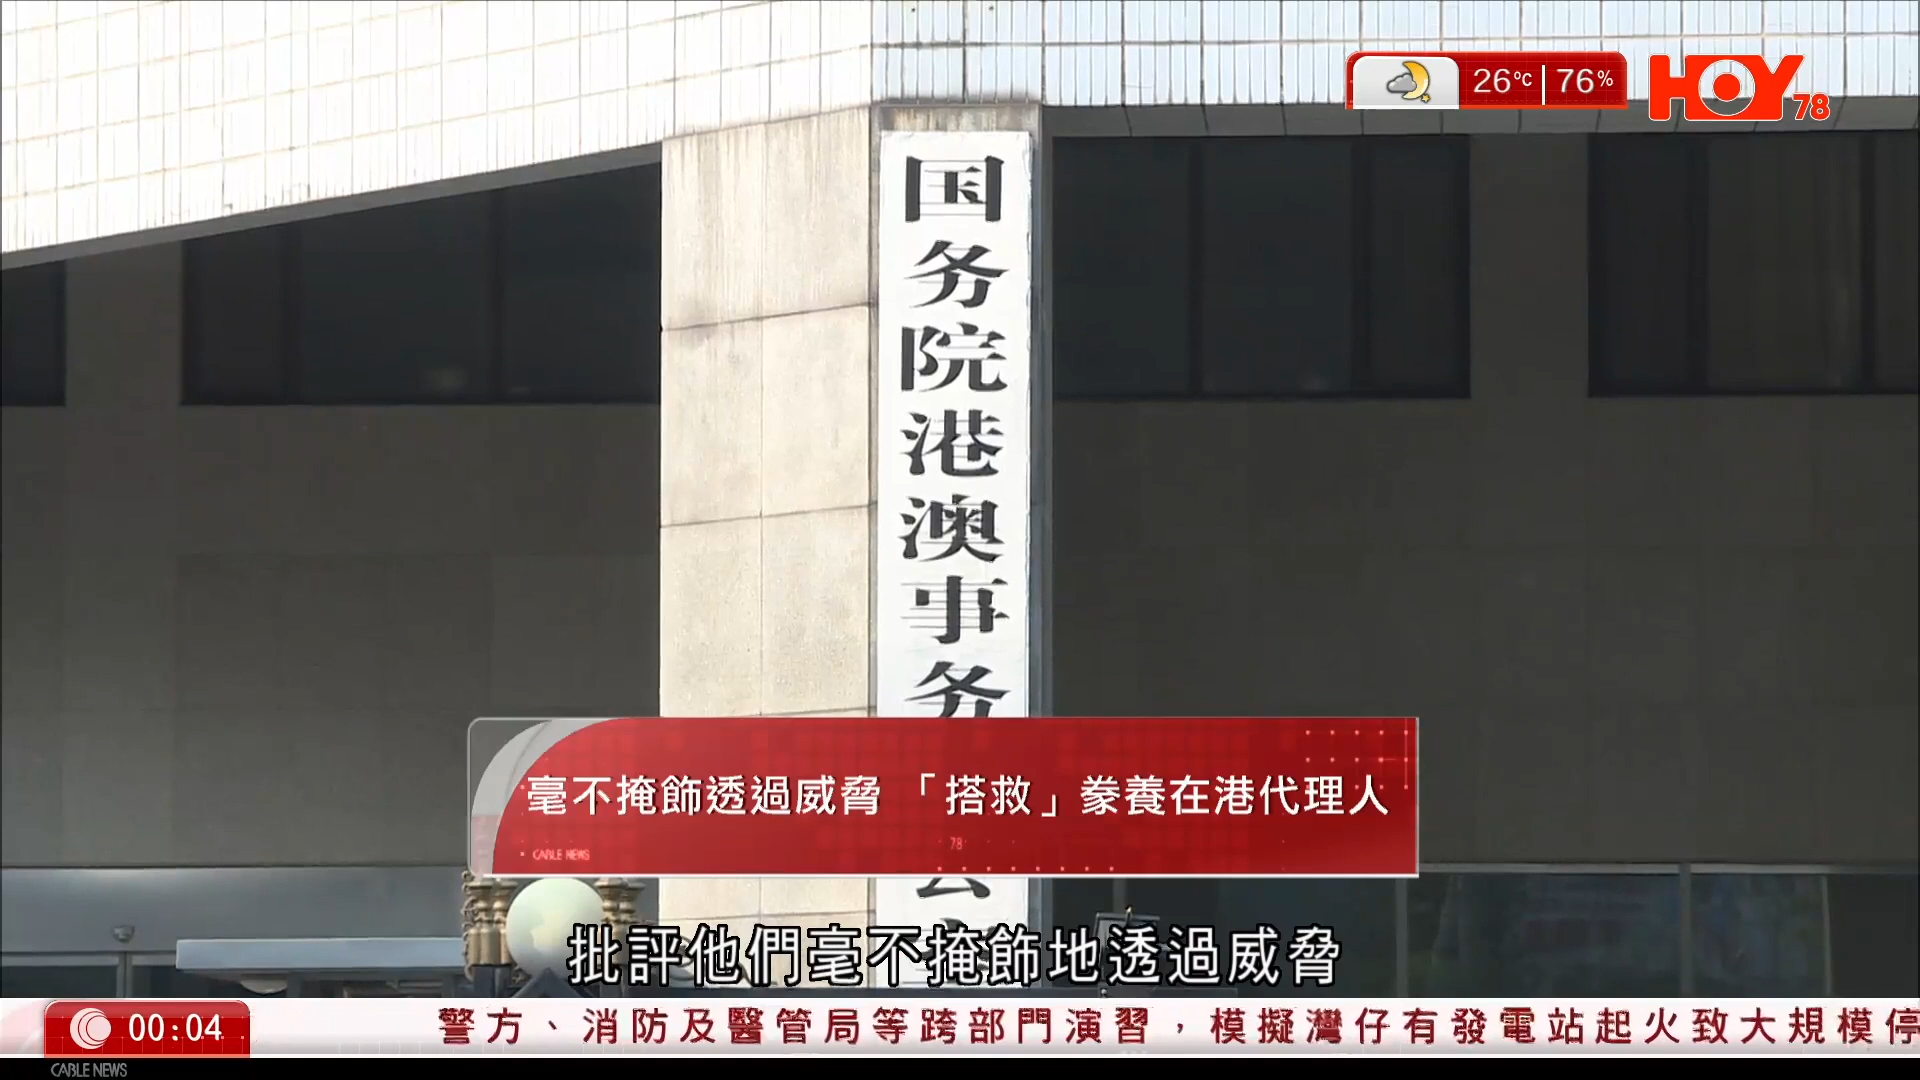 26°C | 76%
HOY 78
国务院港澳事务
公
毫不掩飾透過威脅 「搭救」豢養在港代理人
78
CABLE NEWS
批評他們毫不掩飾地透過威脅
00:04
警方、消防及醫管局等跨部門演習，模擬灣仔有發電站起火致大規模停
CABLE NEWS